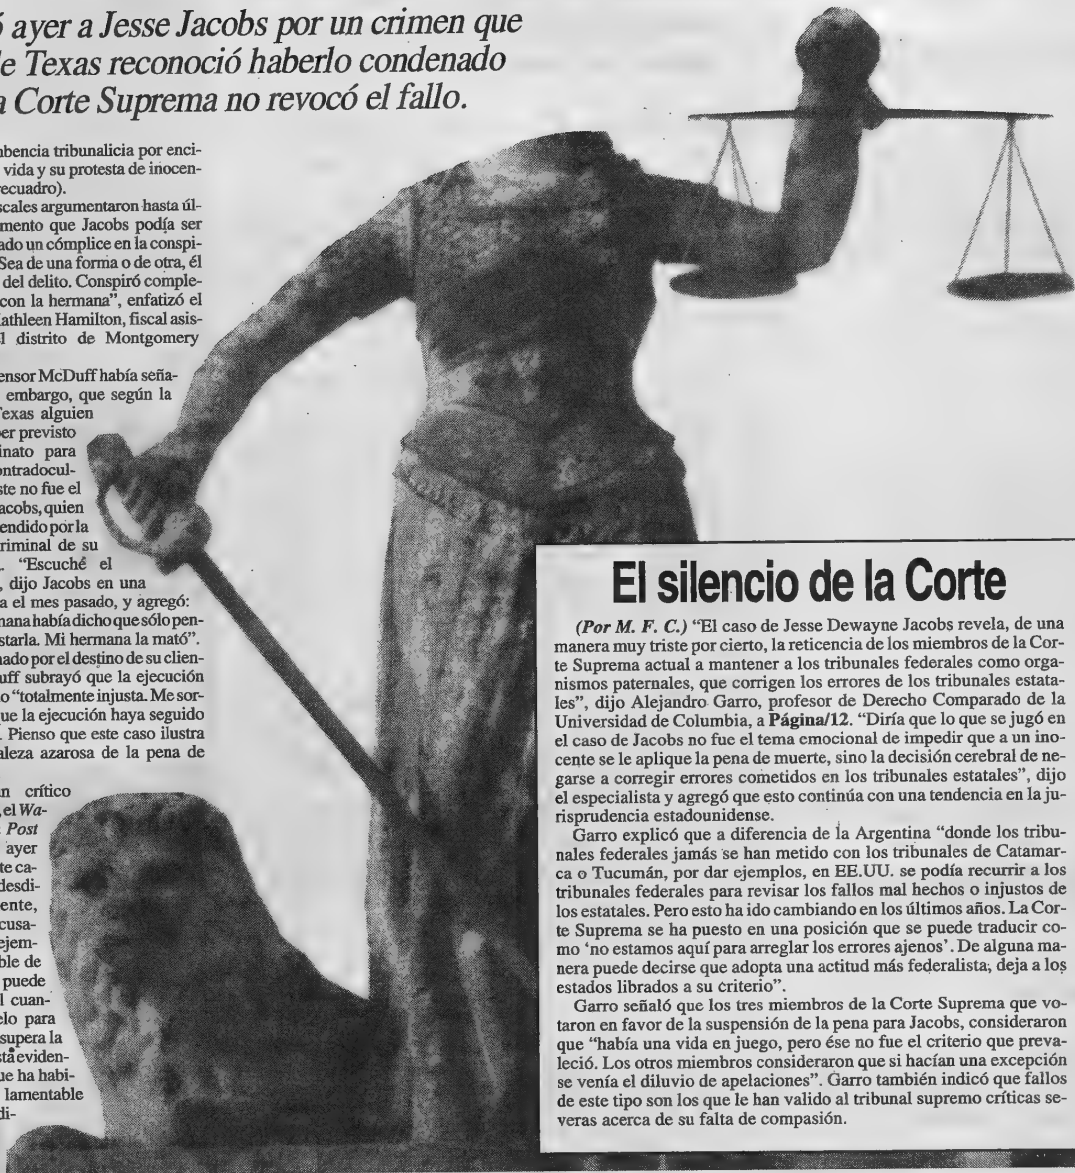 ó ayer a Jesse Jacobs por un crimen que
le Texas reconoció haberlo condenado
a Corte Suprema no revocó el fallo.
nbencia tribunalicia por enci-
vida y su protesta de inocen-
recuadro).
scales argumentaron hasta úl-
mento que Jacobs podía ser
ado un cómplice en la conspi-
Sea de una forma o de otra, él
del delito. Conspiró comple-
con la hermana”, enfatizó el
athleen Hamilton, fiscal asis-
l distrito de Montgomery
ensor McDuff había seña-
embargo, que según la
Texas alguien
er previsto
inato para
ontradocul-
ste no fue el
acobs, quien
endido por la
riminal de su
. “Escuché el
, dijo Jacobs en una
a el mes pasado, y agregó:
mana había dicho que sólo pen-
starla. Mi hermana la mató”.
nado por el destino de su clien-
uff subrayó que la ejecución
o “totalmente injusta. Me sor-
que la ejecución haya seguido
. Pienso que este caso ilustra
aleza azarosa de la pena de
an crítico
, el Wa-
Post
ayer
te ca-
desdi-
ente,
cusa-
ejem-
ble de
puede
l cuan-
elo para
supera la
stá eviden-
ue ha habi-
lamentable
di-
El silencio de la Corte
(Por M. F. C.) “El caso de Jesse Dewayne Jacobs revela, de una
manera muy triste por cierto, la reticencia de los miembros de la Cor-
te Suprema actual a mantener a los tribunales federales como orga-
nismos paternales, que corrigen los errores de los tribunales estata-
les”, dijo Alejandro Garro, profesor de Derecho Comparado de la
Universidad de Columbia, a Página/12. “Diría que lo que se jugó en
el caso de Jacobs no fue el tema emocional de impedir que a un ino-
cente se le aplique la pena de muerte, sino la decisión cerebral de ne-
garse a corregir errores cometidos en los tribunales estatales”, dijo
el especialista y agregó que esto continúa con una tendencia en la ju-
risprudencia estadounidense.
Garro explicó que a diferencia de la Argentina “donde los tribu-
nales federales jamás se han metido con los tribunales de Catamar-
ca o Tucumán, por dar ejemplos, en EE.UU. se podía recurrir a los
tribunales federales para revisar los fallos mal hechos o injustos de
los estatales. Pero esto ha ido cambiando en los últimos años. La Cor-
te Suprema se ha puesto en una posición que se puede traducir co-
mo ‘no estamos aquí para arreglar los errores ajenos’. De alguna ma-
nera puede decirse que adopta una actitud más federalista; deja a los
estados librados a su criterio”.
Garro señaló que los tres miembros de la Corte Suprema que vo-
taron en favor de la suspensión de la pena para Jacobs, consideraron
que “había una vida en juego, pero ése no fue el criterio que preva-
leció. Los otros miembros consideraron que si hacían una excepción
se venía el diluvio de apelaciones”. Garro también indicó que fallos
de este tipo son los que le han valido al tribunal supremo críticas se-
veras acerca de su falta de compasión.